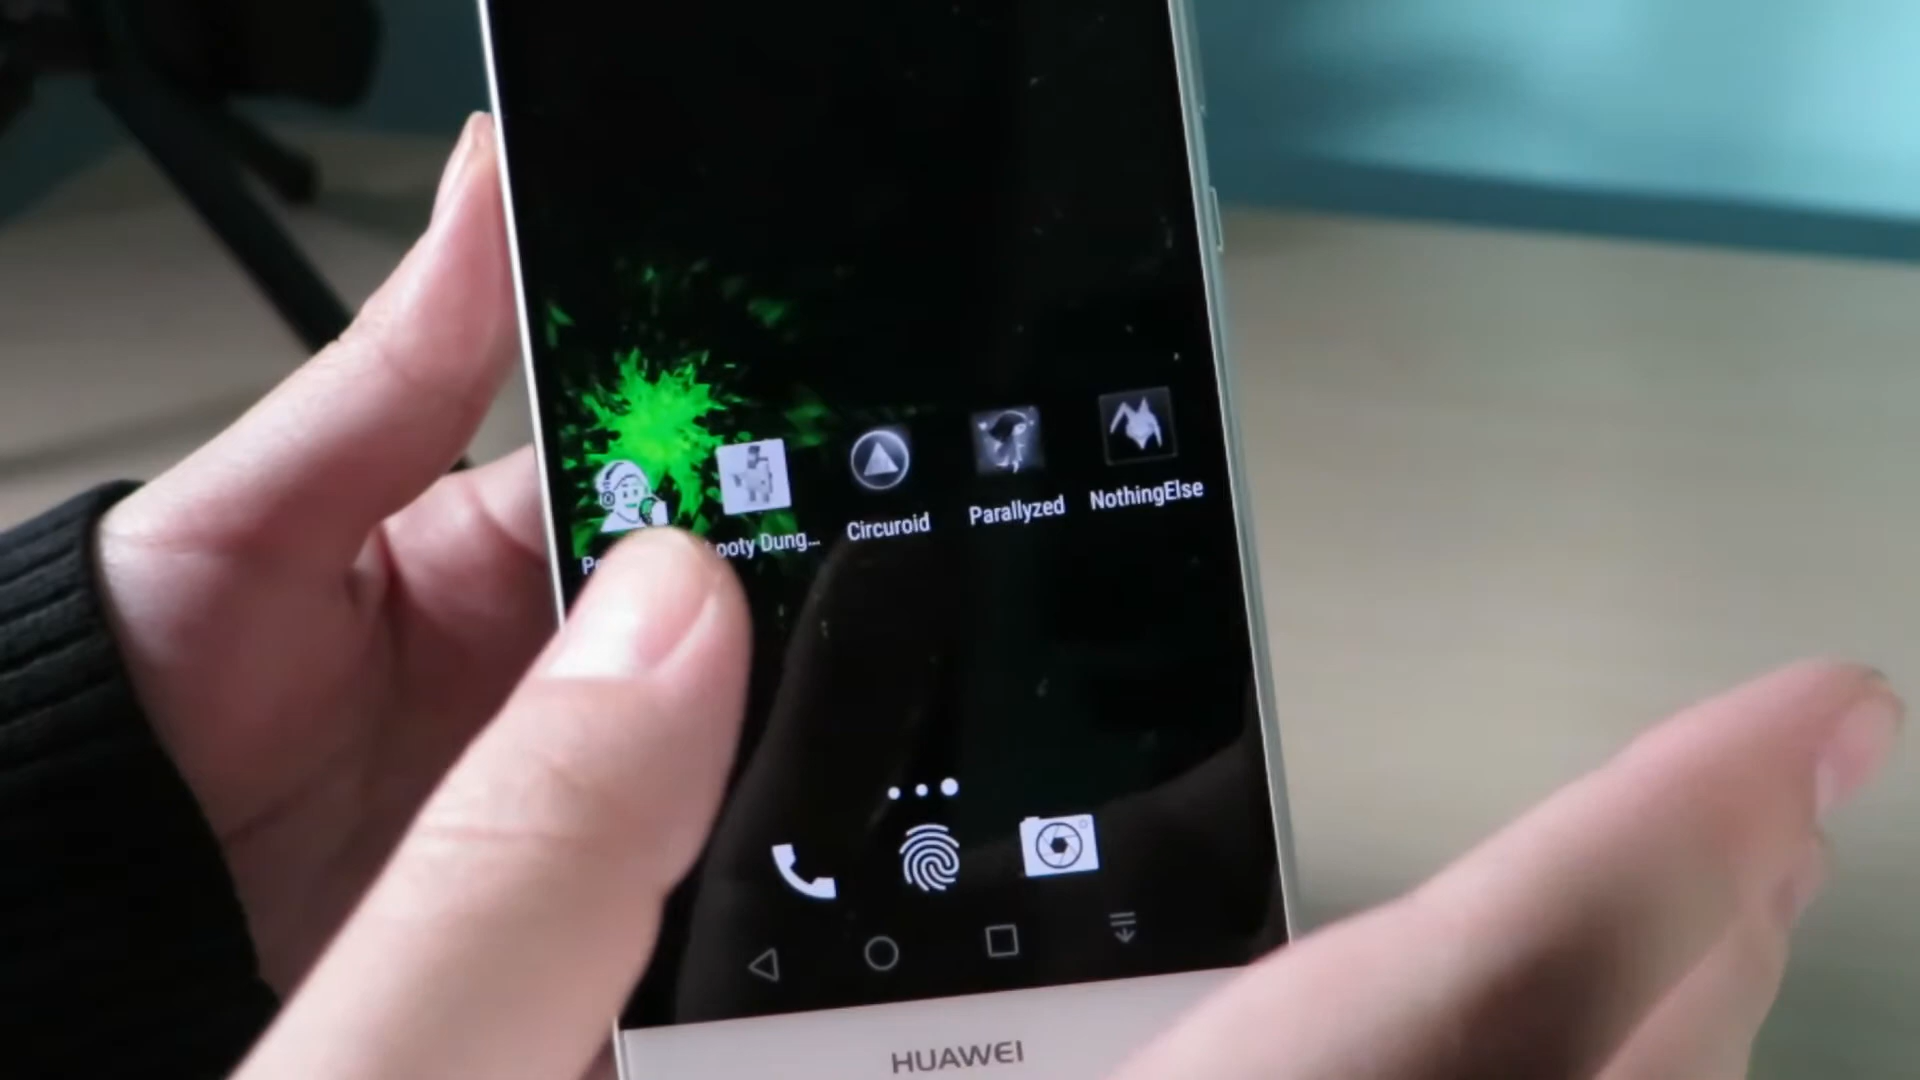 ooty Dung...
Circuroid
Parallyzed
NothingElse
HUAWEI